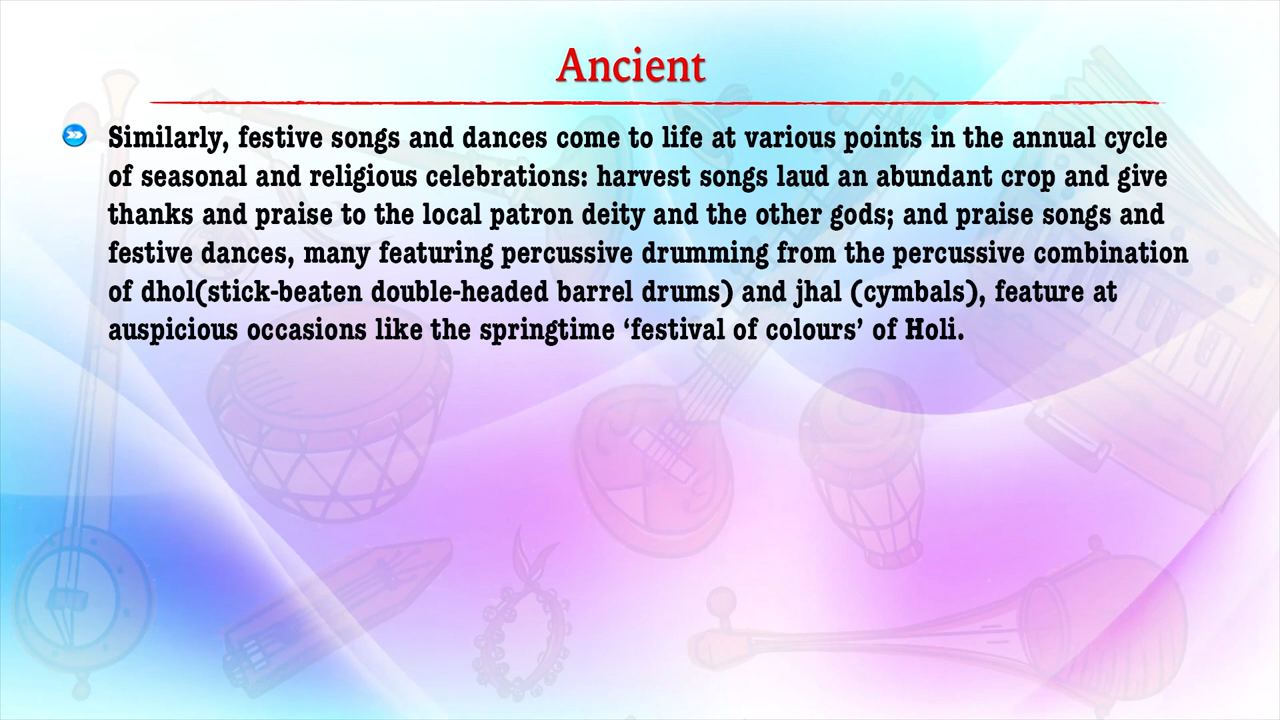 Ancient
Similarly, festive songs and dances come to life at various points in the annual cycle
of seasonal and religious celebrations: harvest songs laud an abundant crop and give
thanks and praise to the local patron deity and the other gods; and praise songs and
festive dances, many featuring percussive drumming from the percussive combination
of dhol(stick-beaten double-headed barrel drums) and jhal (cymbals), feature at
auspicious occasions like the springtime ‘festival of colours’ of Holi.